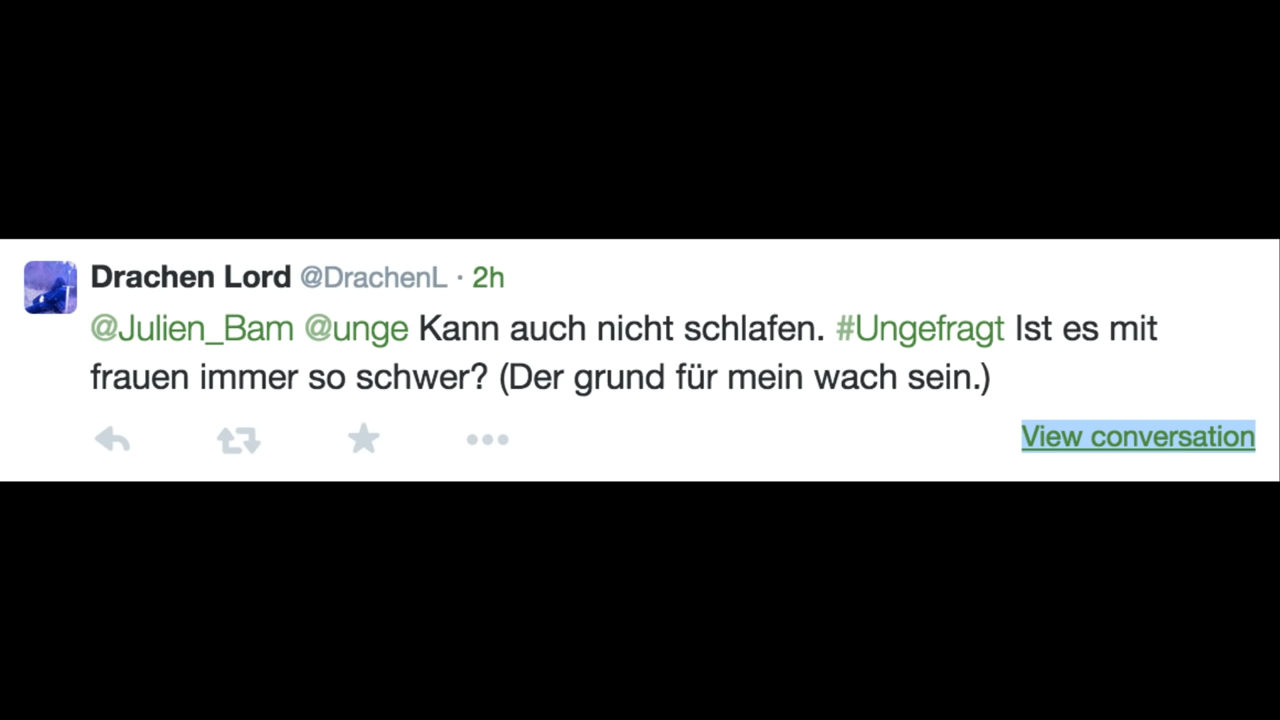 Drachen Lord @DrachenL · 2h
@Julien_Bam @unge Kann auch nicht schlafen. #Ungefragt Ist es mit
frauen immer so schwer? (Der grund für mein wach sein.)
View conversation